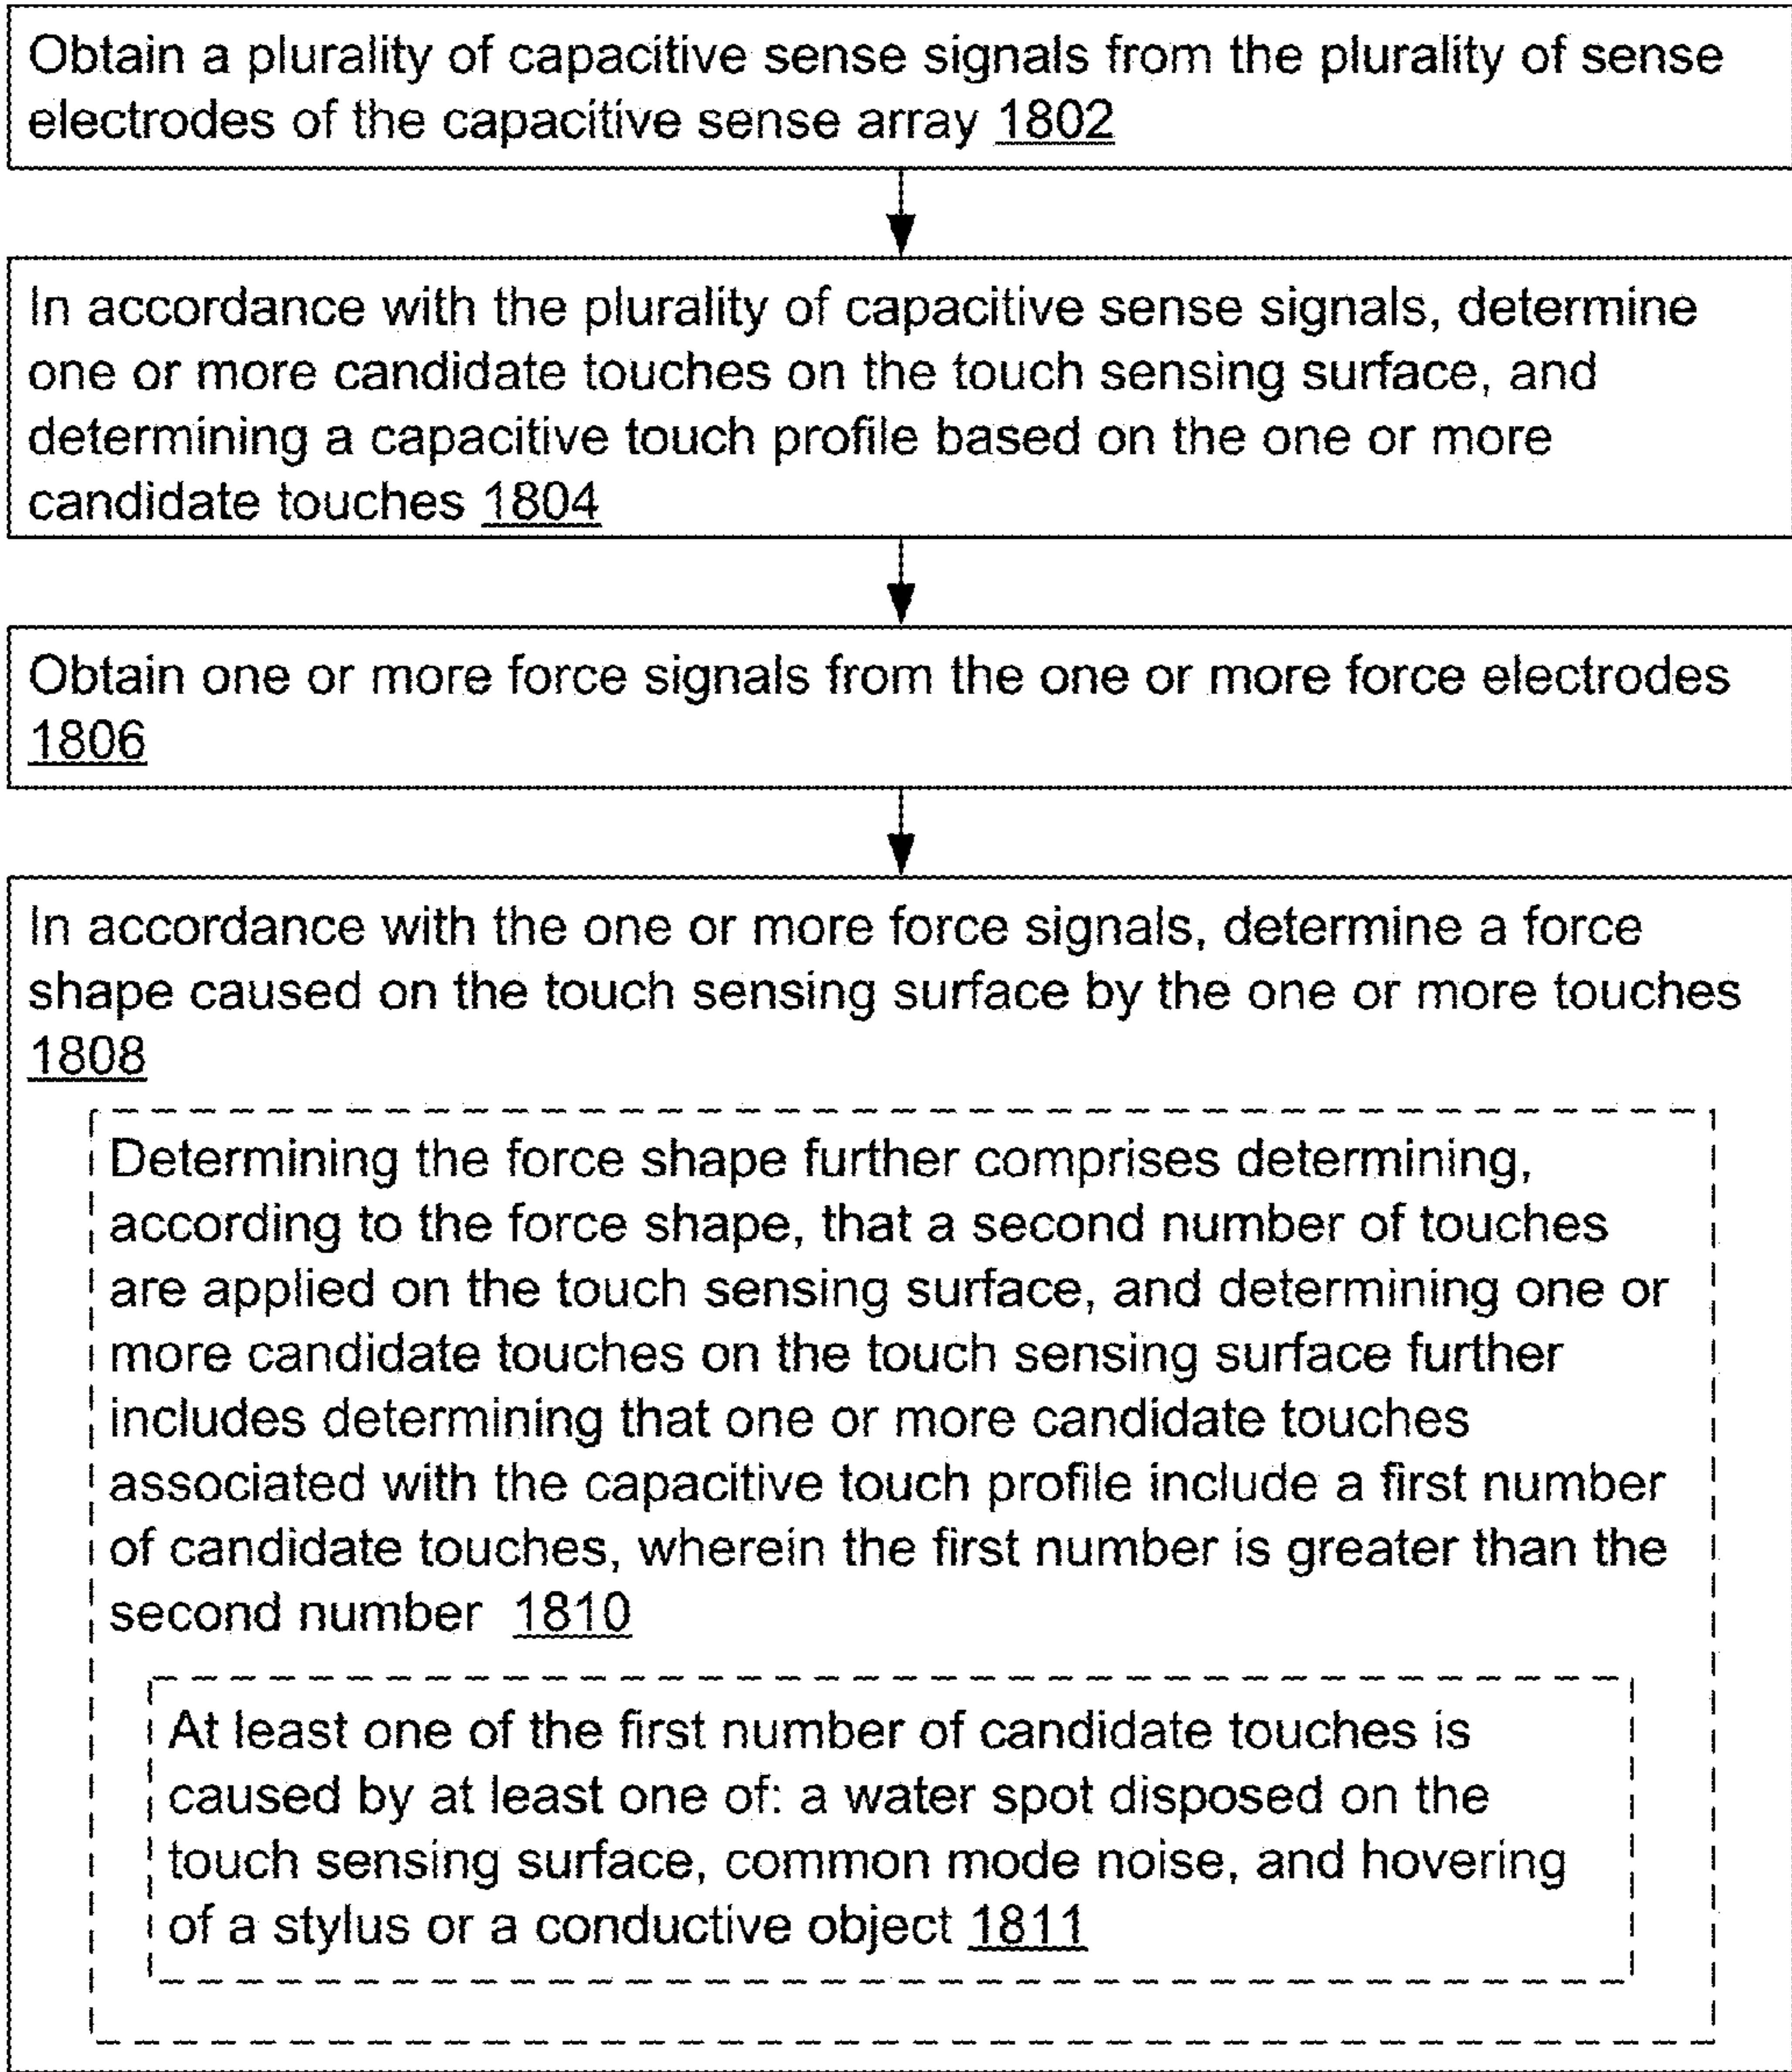 Obtain a plurality of capacitive sense signals from the plurality of sense
electrodes of the capacitive sense array 1802
In accordance with the plurality of capacitive sense signals, determine
one or more candidate touches on the touch sensing surface, and
determining a capacitive touch profile based on the one or more
candidate touches 1804
Obtain one or more force signals from the one or more force electrodes
1806
In accordance with the one or more force signals, determine a force
shape caused on the touch sensing surface by the one or more touches
1808
Determining the force shape further comprises determining,
according to the force shape, that a second number of touches
are applied on the touch sensing surface, and determining one or
more candidate touches on the touch sensing surface further
includes determining that one or more candidate touches
associated with the capacitive touch profile include a first number
of candidate touches, wherein the first number is greater than the
second number 1810
At least one of the first number of candidate touches is
caused by at least one of: a water spot disposed on the
touch sensing surface, common mode noise, and hovering
of a stylus or a conductive object 1811